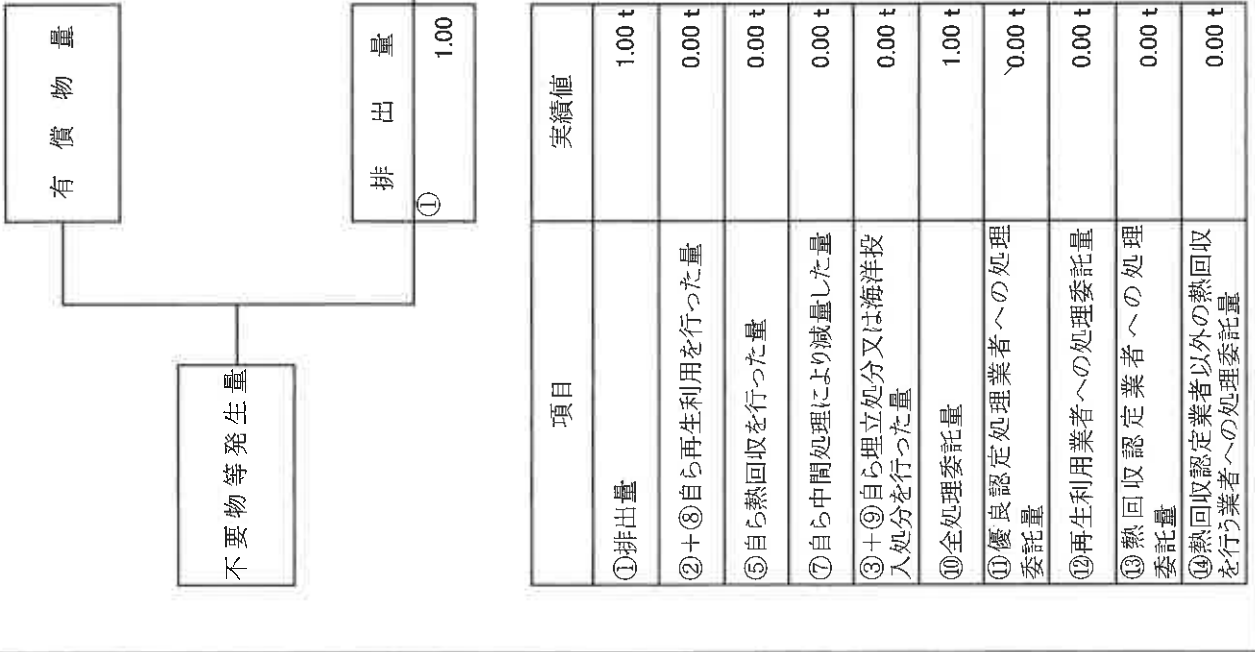 有償物量
不要物等発生量
排出量
①
1.00
項目 実績値
①排出量 1.00 t
②+⑧自ら再生利用を行った量 0.00 t
⑤自ら熱回収を行った量 0.00 t
⑦自ら中間処理により減量した量 0.00 t
③+⑨自ら埋立処分又は海洋投
入処分を行った量 0.00 t
⑩全処理委託量 1.00 t
⑪優良認定処理業者への処理
委託量 0.00 t
⑫再生利用業者への処理委託量 0.00 t
⑬熱回収認定業者への処理
委託量 0.00 t
⑭熱回収認定業者以外の熱回収
を行う業者への処理委託量 0.00 t